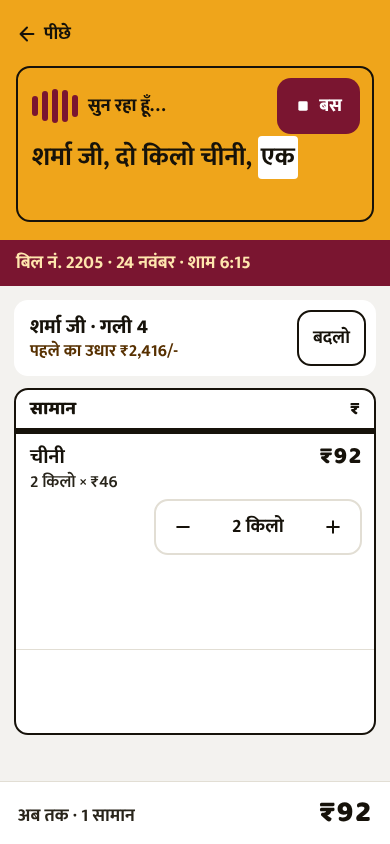 ← पीछे
सुन रहा हूँ...
बस
शर्मा जी, दो किलो चीनी, एक
बिल नं. 2205 · 24 नवंबर · शाम 6:15
शर्मा जी · गली 4
पहले का उधार ₹2,416/-
बदलो
सामान ₹
चीनी ₹92
2 किलो × ₹46
− 2 किलो +
अब तक · 1 सामान ₹92